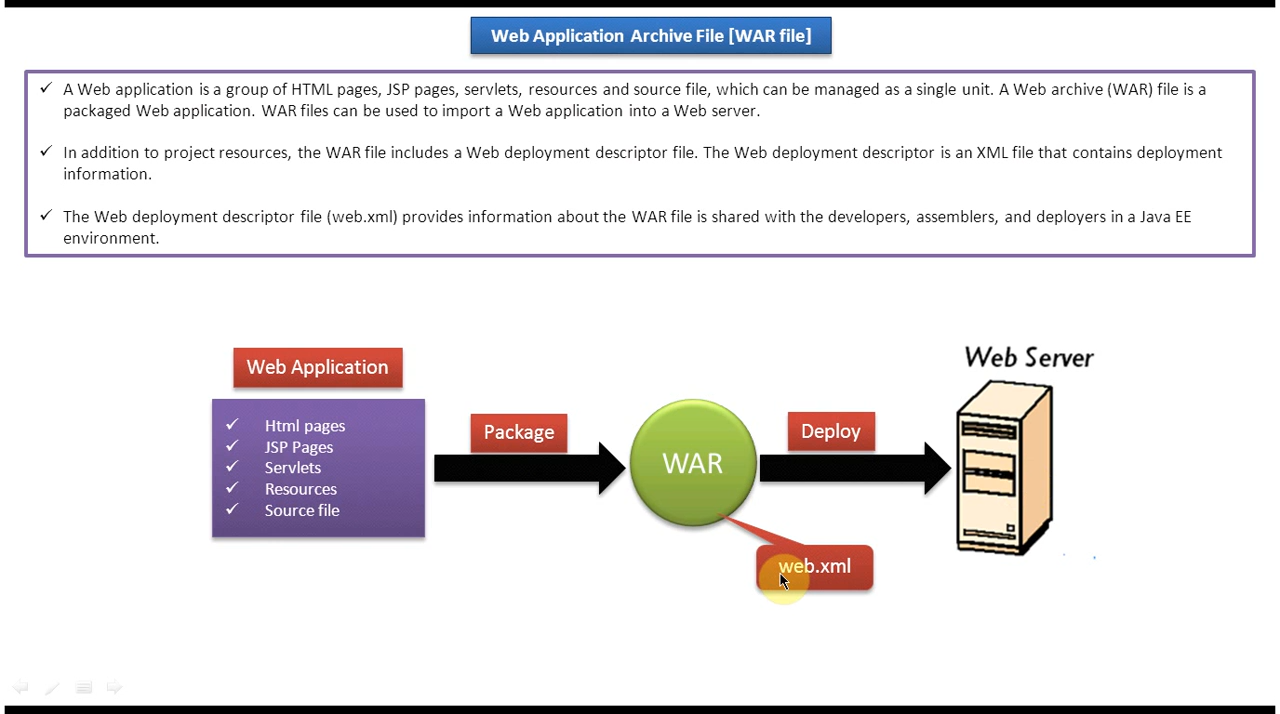 Web Application Archive File [WAR file]
A Web application is a group of HTML pages, JSP pages, servlets, resources and source file, which can be managed as a single unit. A Web archive (WAR) file is a
packaged Web application. WAR files can be used to import a Web application into a Web server.
In addition to project resources, the WAR file includes a Web deployment descriptor file. The Web deployment descriptor is an XML file that contains deployment
information.
The Web deployment descriptor file (web.xml) provides information about the WAR file is shared with the developers, assemblers, and deployers in a Java EE
environment.
Web Application
Html pages
JSP Pages
Servlets
Resources
Source file
Package
WAR
Deploy
web.xml
Web Server